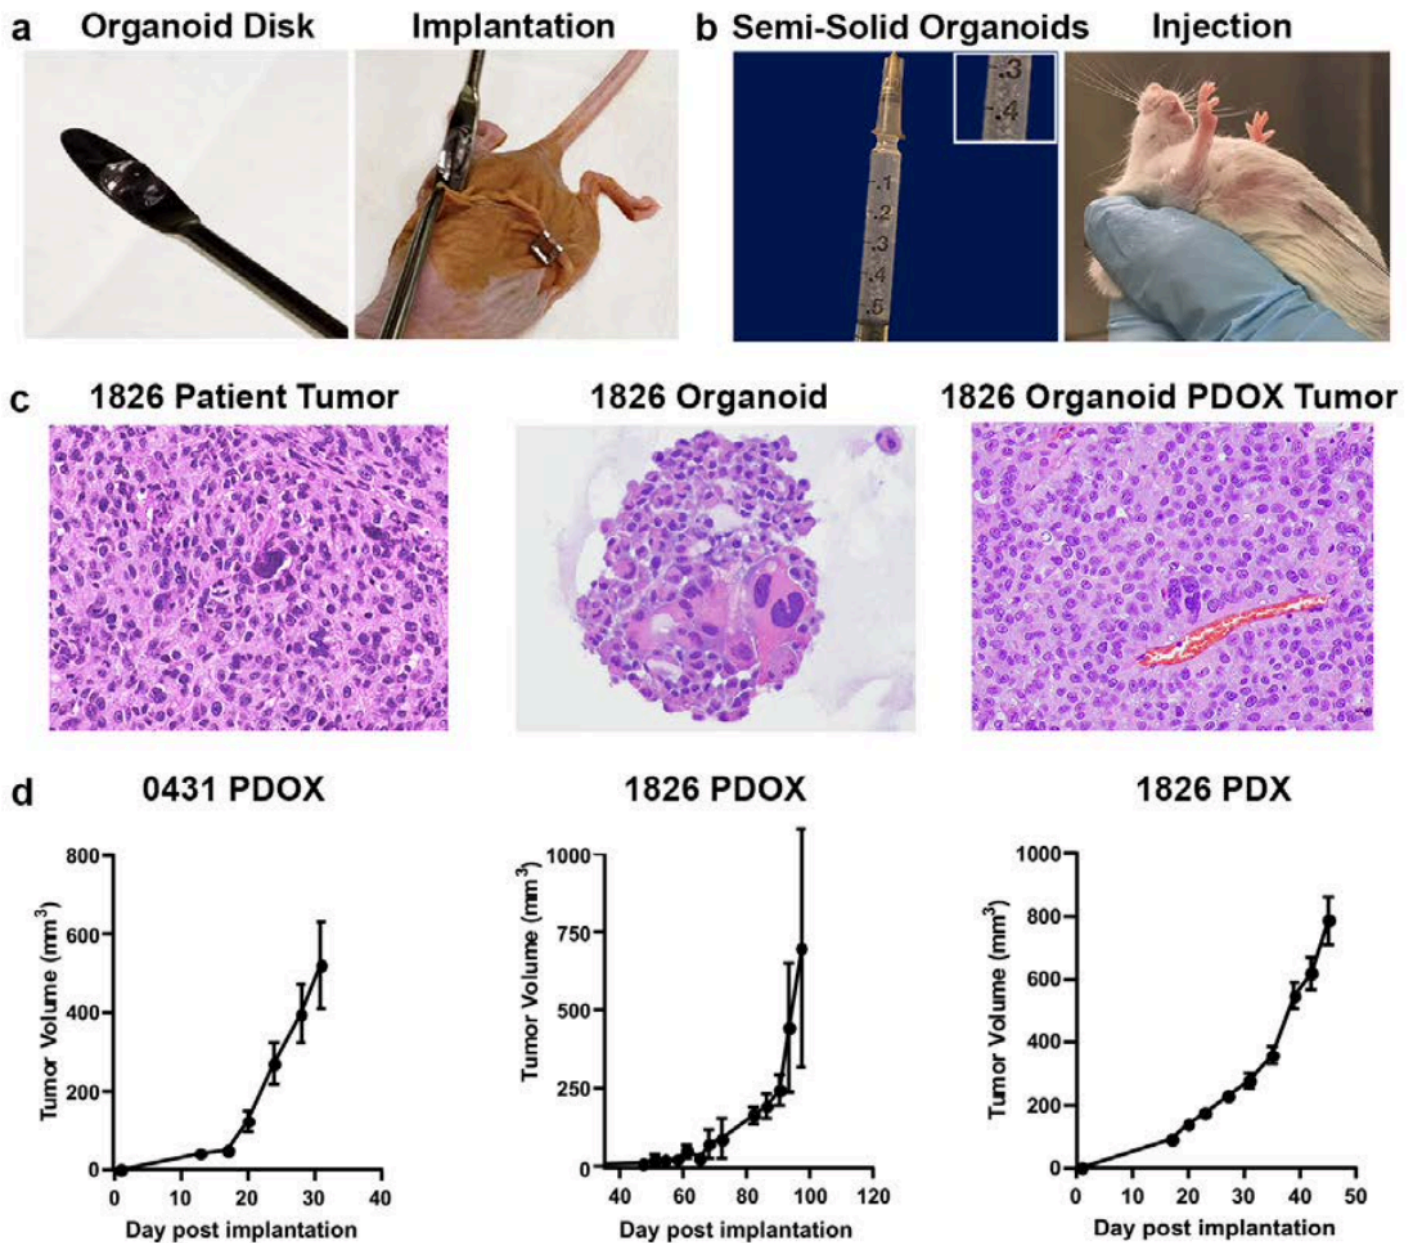 a Organoid Disk Implantation
b Semi-Solid Organoids Injection
.3
.4
.1
.2
.3
.4
.5
c 1826 Patient Tumor 1826 Organoid 1826 Organoid PDOX Tumor
d 0431 PDOX 1826 PDOX 1826 PDX
Tumor Volume (mm³)
800
600
400
200
0
0 10 20 30 40
Day post implantation
Tumor Volume (mm³)
1000
750
500
250
0
40 60 80 100 120
Day post implantation
Tumor Volume (mm³)
1000
800
600
400
200
0
0 10 20 30 40 50
Day post implantation